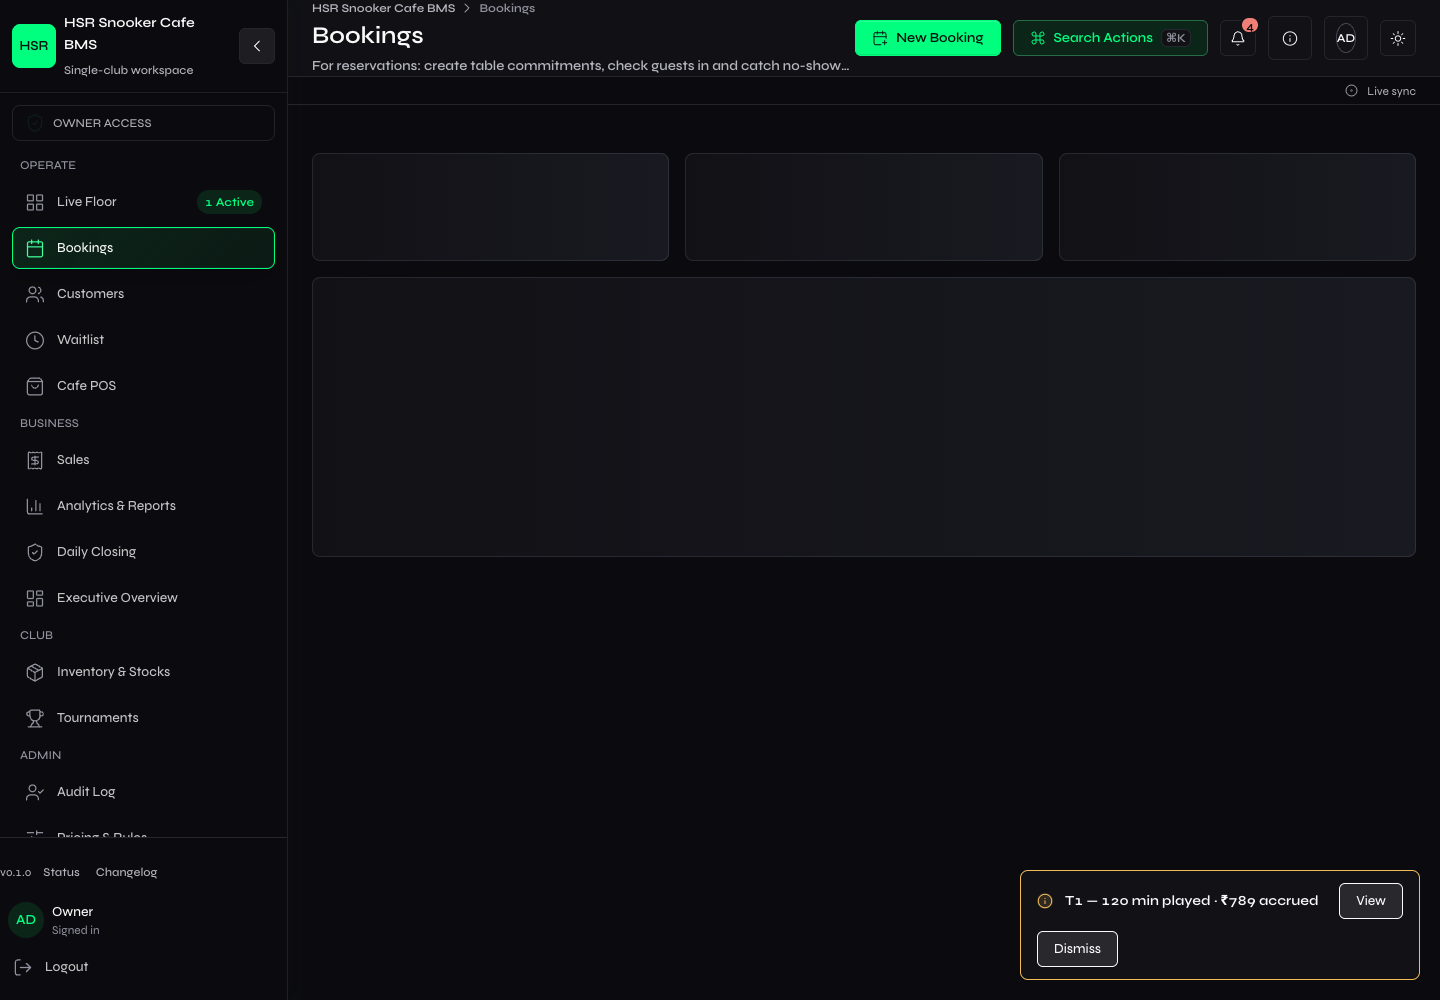 HSR
HSR Snooker Cafe
BMS
Single-club workspace
OWNER ACCESS
OPERATE
Live Floor
1 Active
Bookings
Customers
Waitlist
Cafe POS
BUSINESS
Sales
Analytics & Reports
Daily Closing
Executive Overview
CLUB
Inventory & Stocks
Tournaments
ADMIN
Audit Log
Pricing & Rules
v0.1.0 Status Changelog
AD
Owner
Signed in
Logout
HSR Snooker Cafe BMS > Bookings
Bookings
For reservations: create table commitments, check guests in and catch no-show…
New Booking
Search Actions ⌘K
4
AD
Live sync
T1 — 120 min played · ₹789 accrued
View
Dismiss